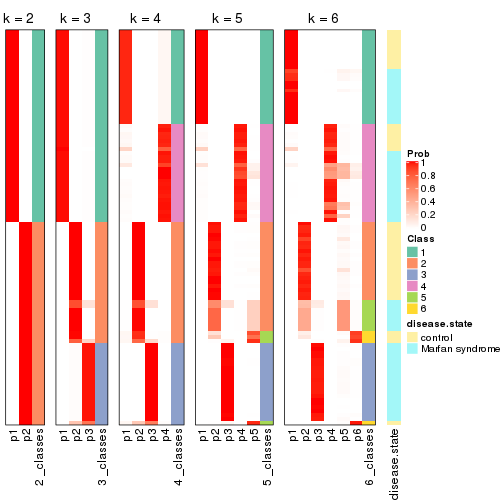 k = 2
k = 3
k = 4
k = 5
k = 6
p1
p2
2_classes
p1
p2
p3
3_classes
p1
p2
p3
p4
4_classes
p1
p2
p3
p4
p5
5_classes
p1
p2
p3
p4
p5
p6
6_classes
disease.state
Prob
1
0.8
0.6
0.4
0.2
0
Class
1
2
3
4
5
6
disease.state
control
Marfan syndrome